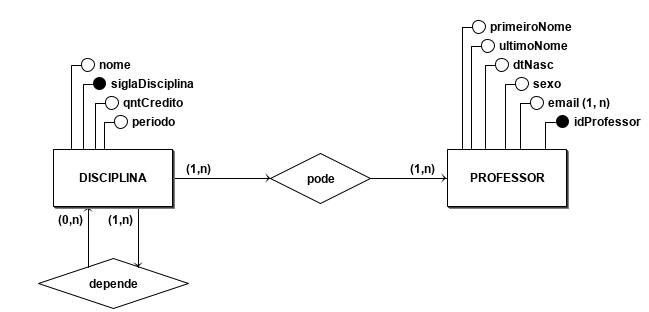 primeiroNome
ultimoNome
dtNasc
sexo
email (1, n)
idProfessor
nome
siglaDisciplina
qntCredito
periodo
DISCIPLINA
(1,n)
pode
(1,n)
PROFESSOR
(0,n)
(1,n)
depende